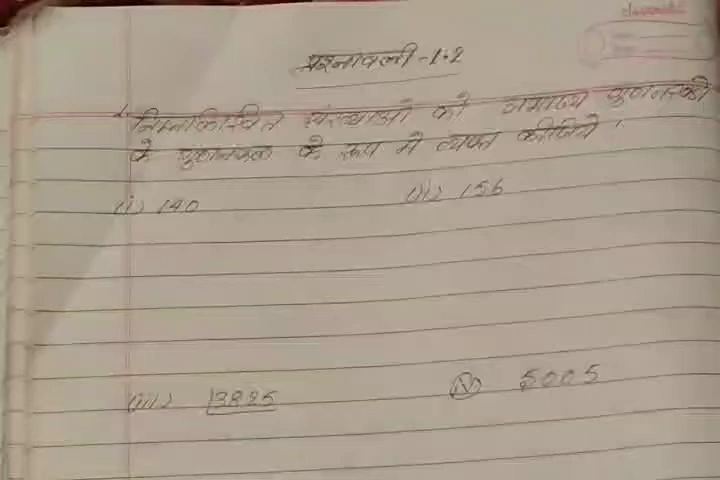 प्रश्नावली - 1.2
1. निम्नलिखित संख्याओं को अभाज्य गुणनखंडो
के गुणनफल के रूप में व्यक्त कीजिये।
(i) 140 (ii) 156
(iii) 3825 (iv) 5005